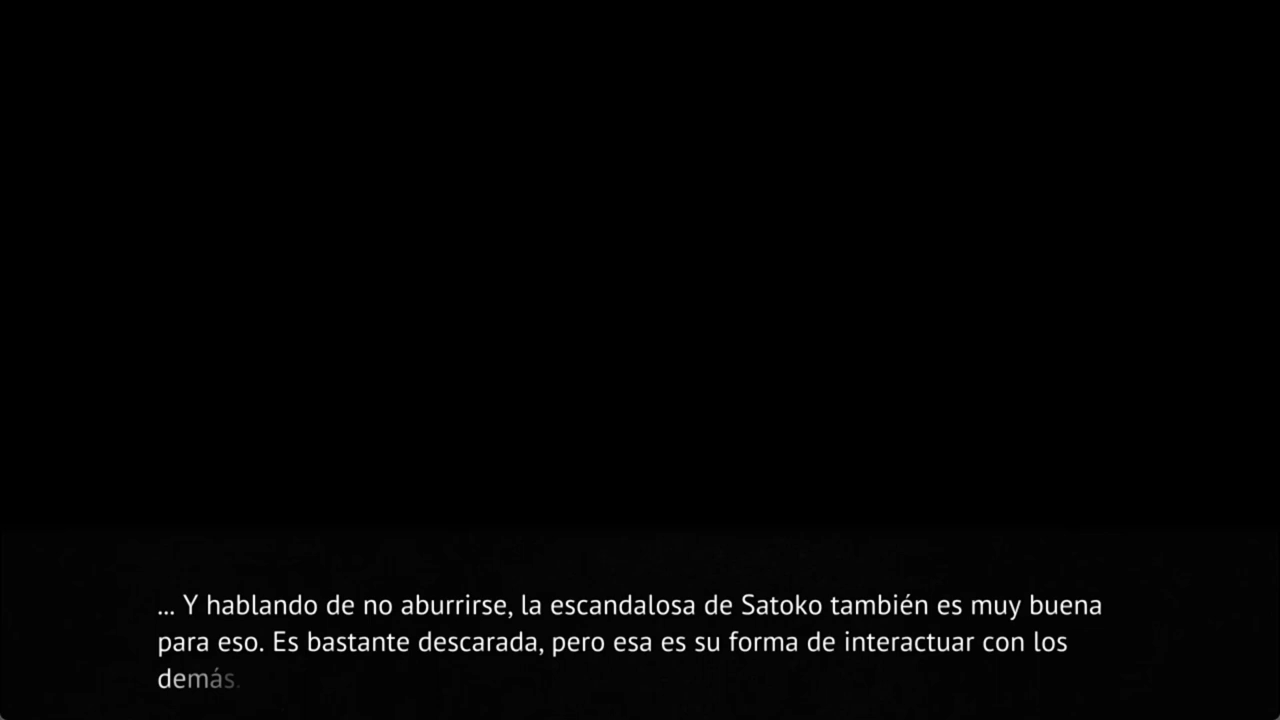 ... Y hablando de no aburrirse, la escandalosa de Satoko también es muy buena
para eso. Es bastante descarada, pero esa es su forma de interactuar con los
demás.